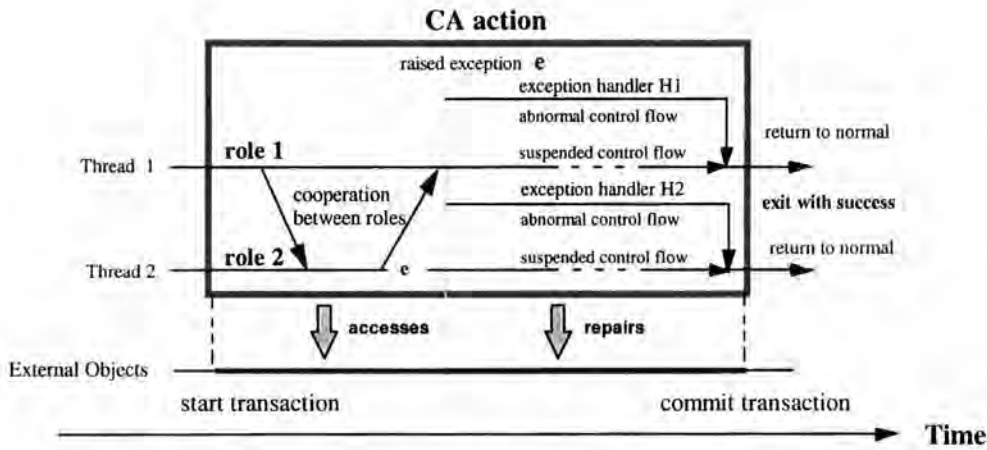 CA action
raised exception e
exception handler H1
abnormal control flow
return to normal
Thread 1
role 1
suspended control flow
cooperation
between roles
exception handler H2
exit with success
abnormal control flow
Thread 2
role 2
e
suspended control flow
return to normal
accesses
repairs
External Objects
start transaction
commit transaction
Time